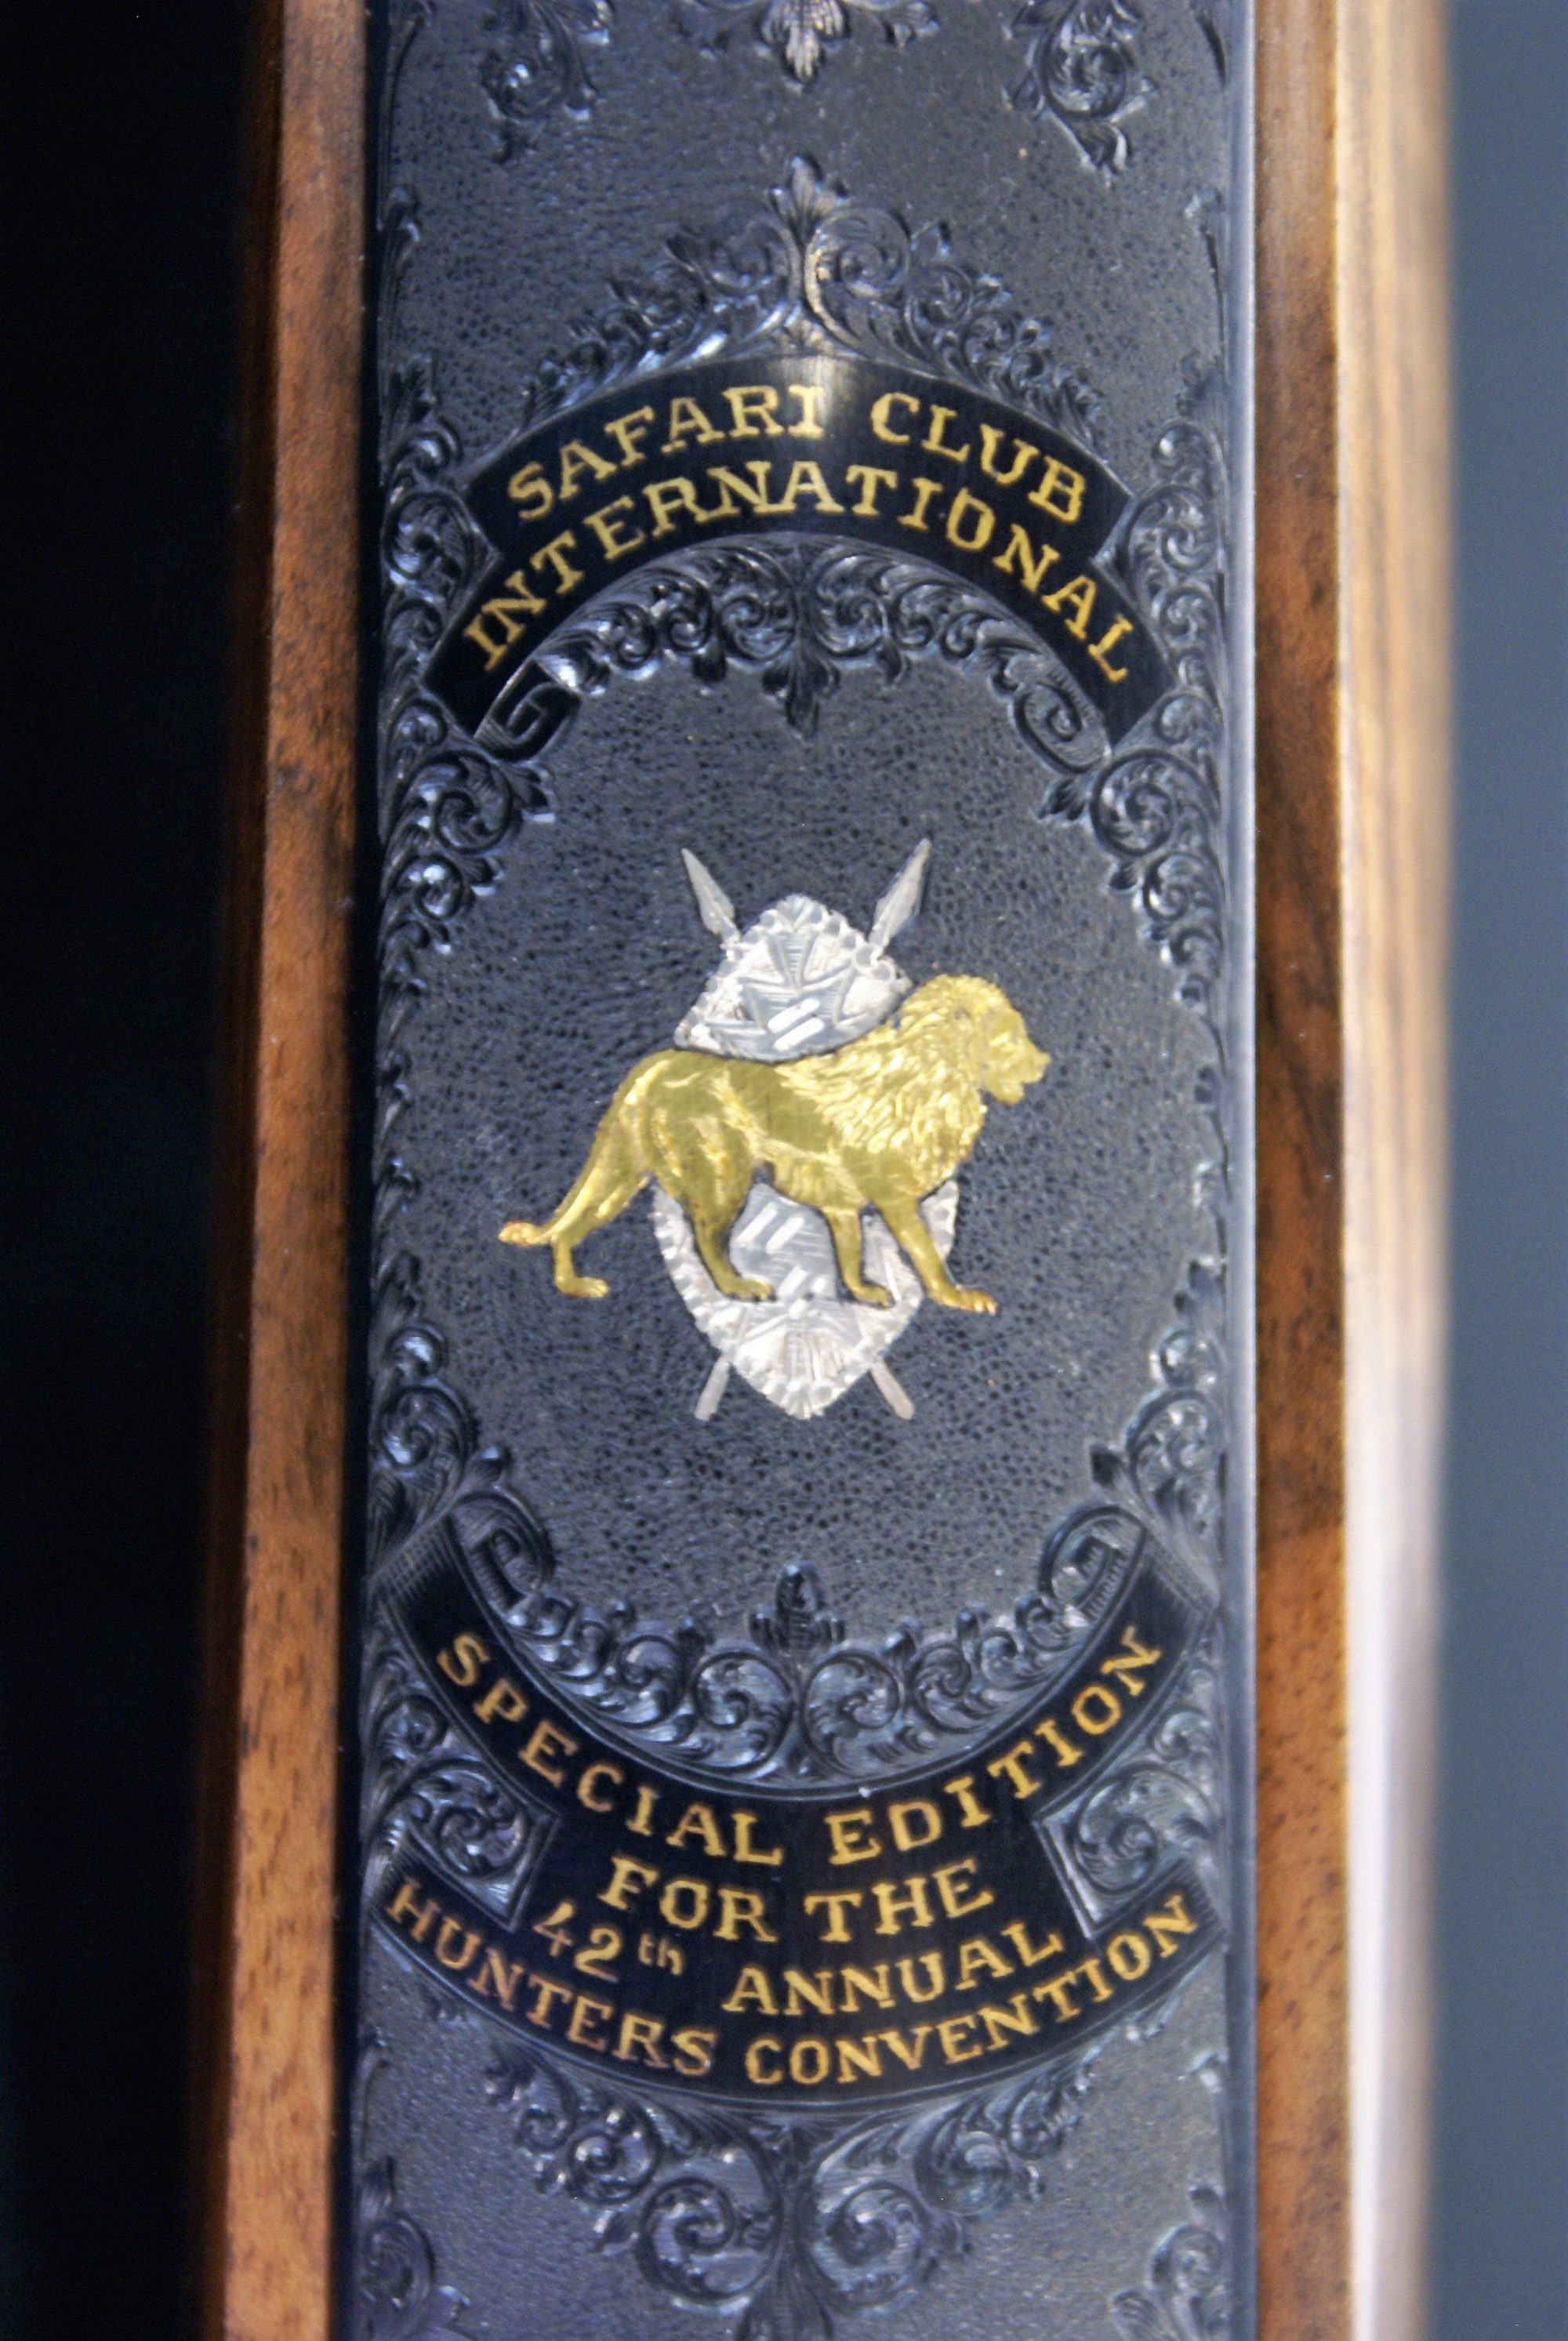 SAFARI CLUB
INTERNATIONAL
SPECIAL EDITION
FOR THE
42th ANNUAL
HUNTERS CONVENTION